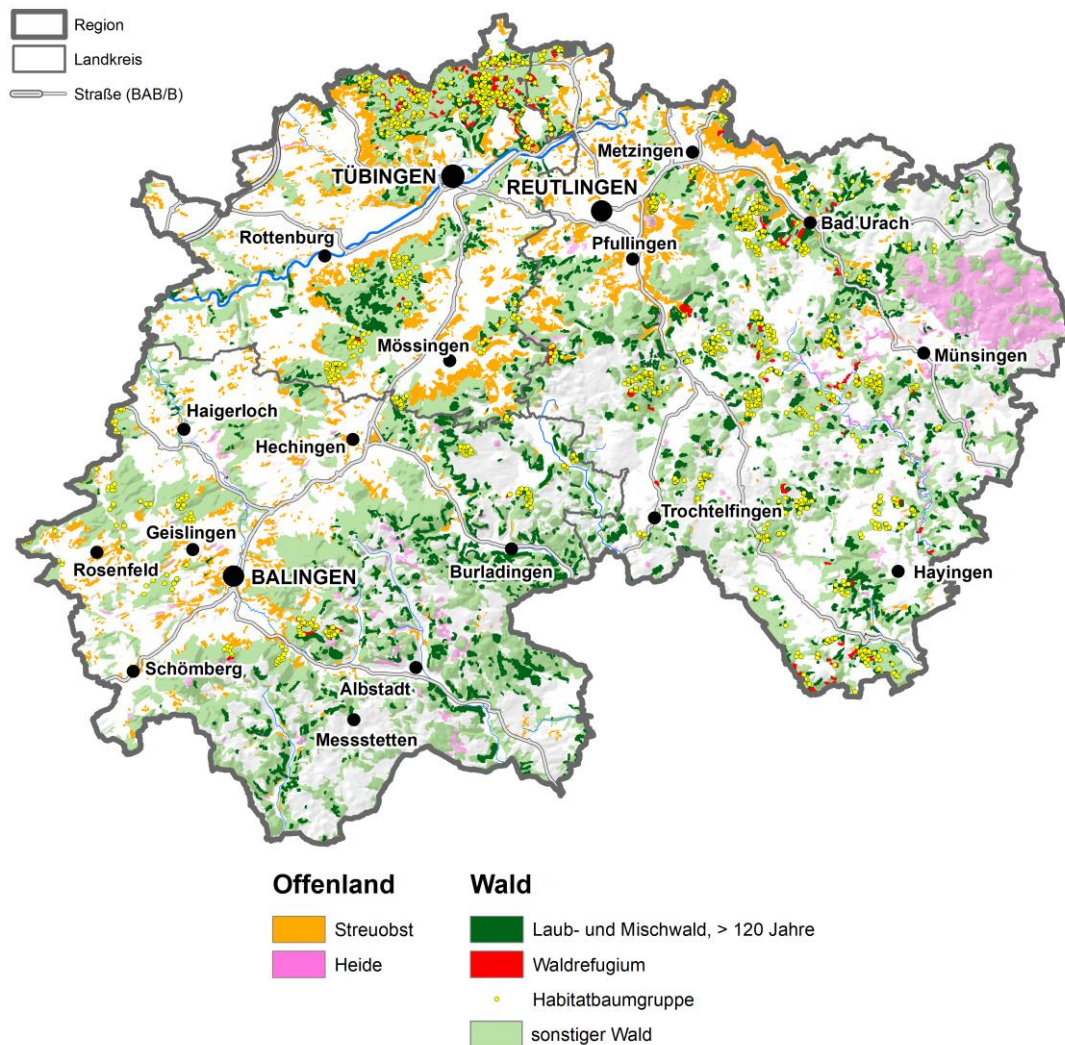 Region
Landkreis
Straße (BAB/B)
Metzingen
TÜBINGEN
REUTLINGEN
Bad Urach
Rottenburg
Pfullingen
Mössingen
Münsingen
Haigerloch
Hechingen
Trochtelfingen
Geislingen
Rosenfeld
BALINGEN
Burladingen
Hayingen
Schömberg
Albstadt
Messstetten
Offenland
Wald
Streuobst
Laub- und Mischwald, > 120 Jahre
Heide
Waldrefugium
Habitatbaumgruppe
sonstiger Wald